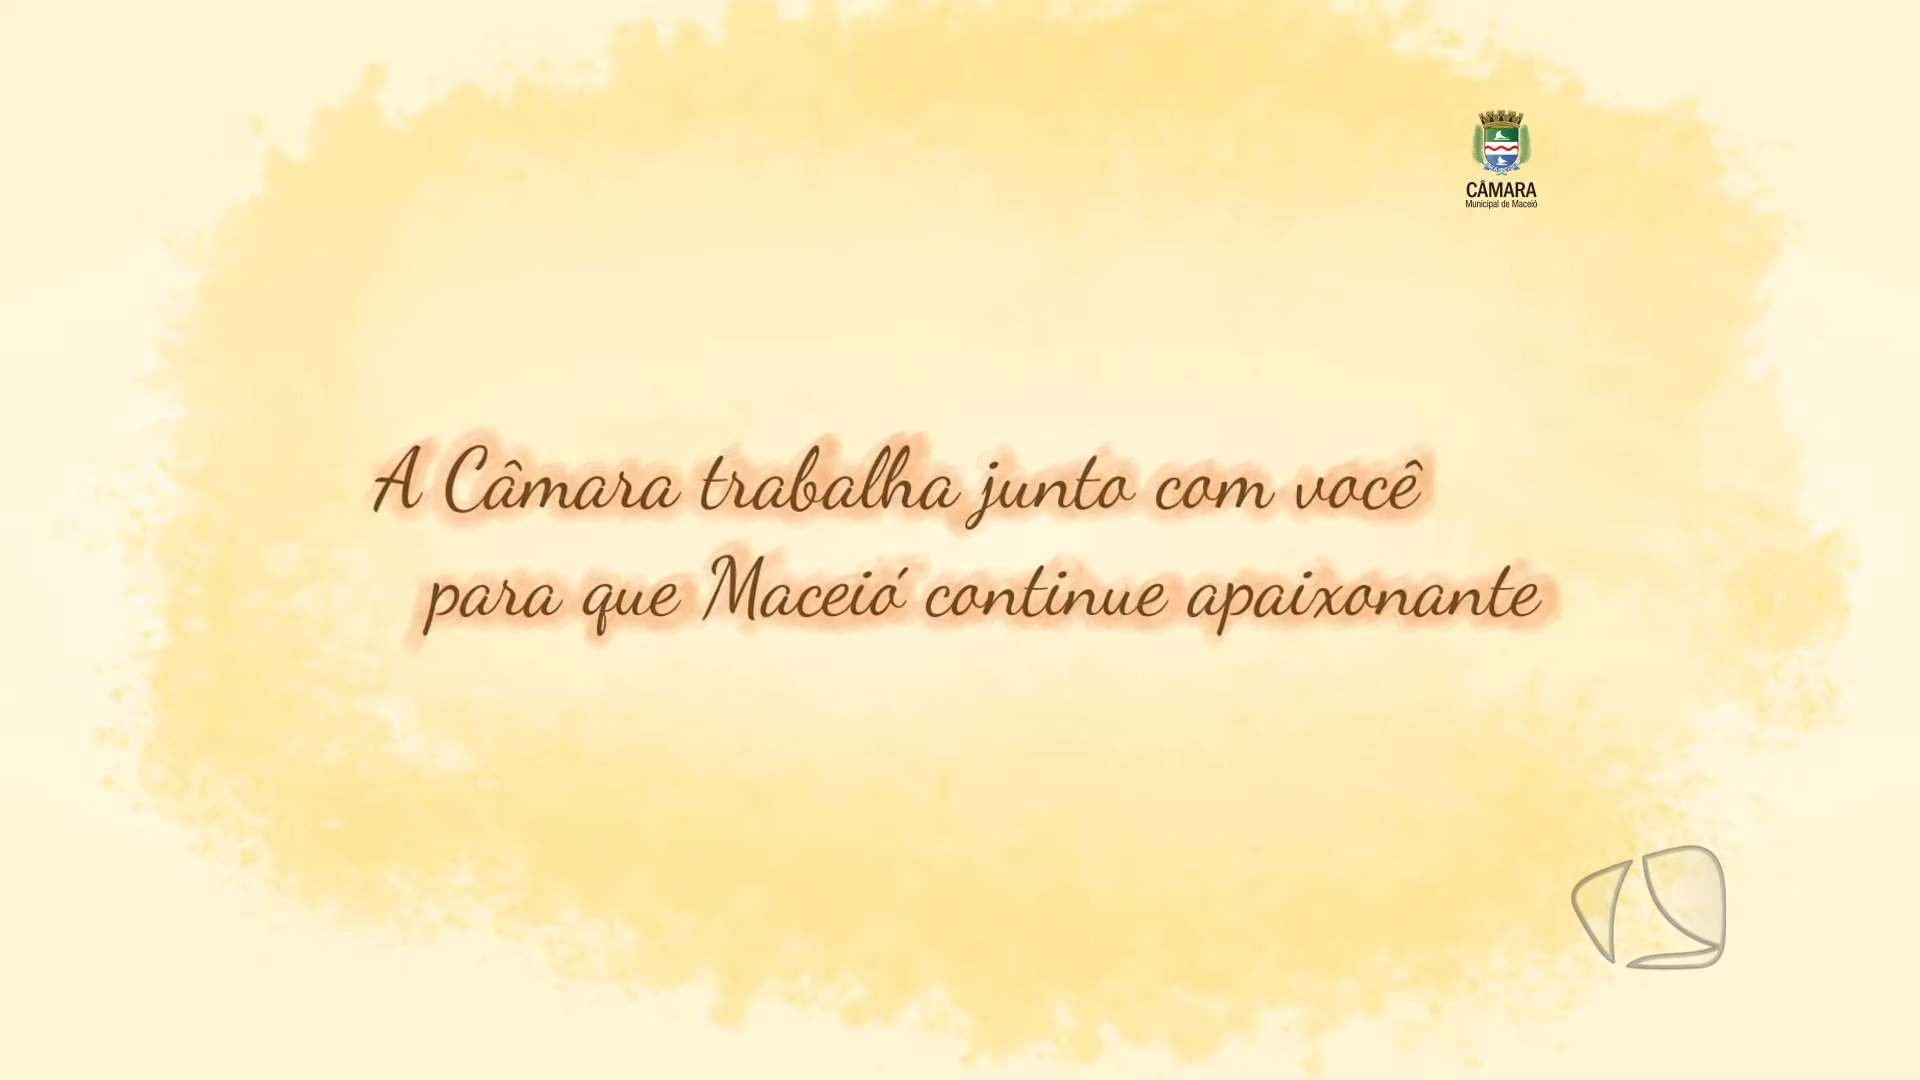 CÂMARA
Municipal de Maceió
A Câmara trabalha junto com você
para que Maceió continue apaixonante